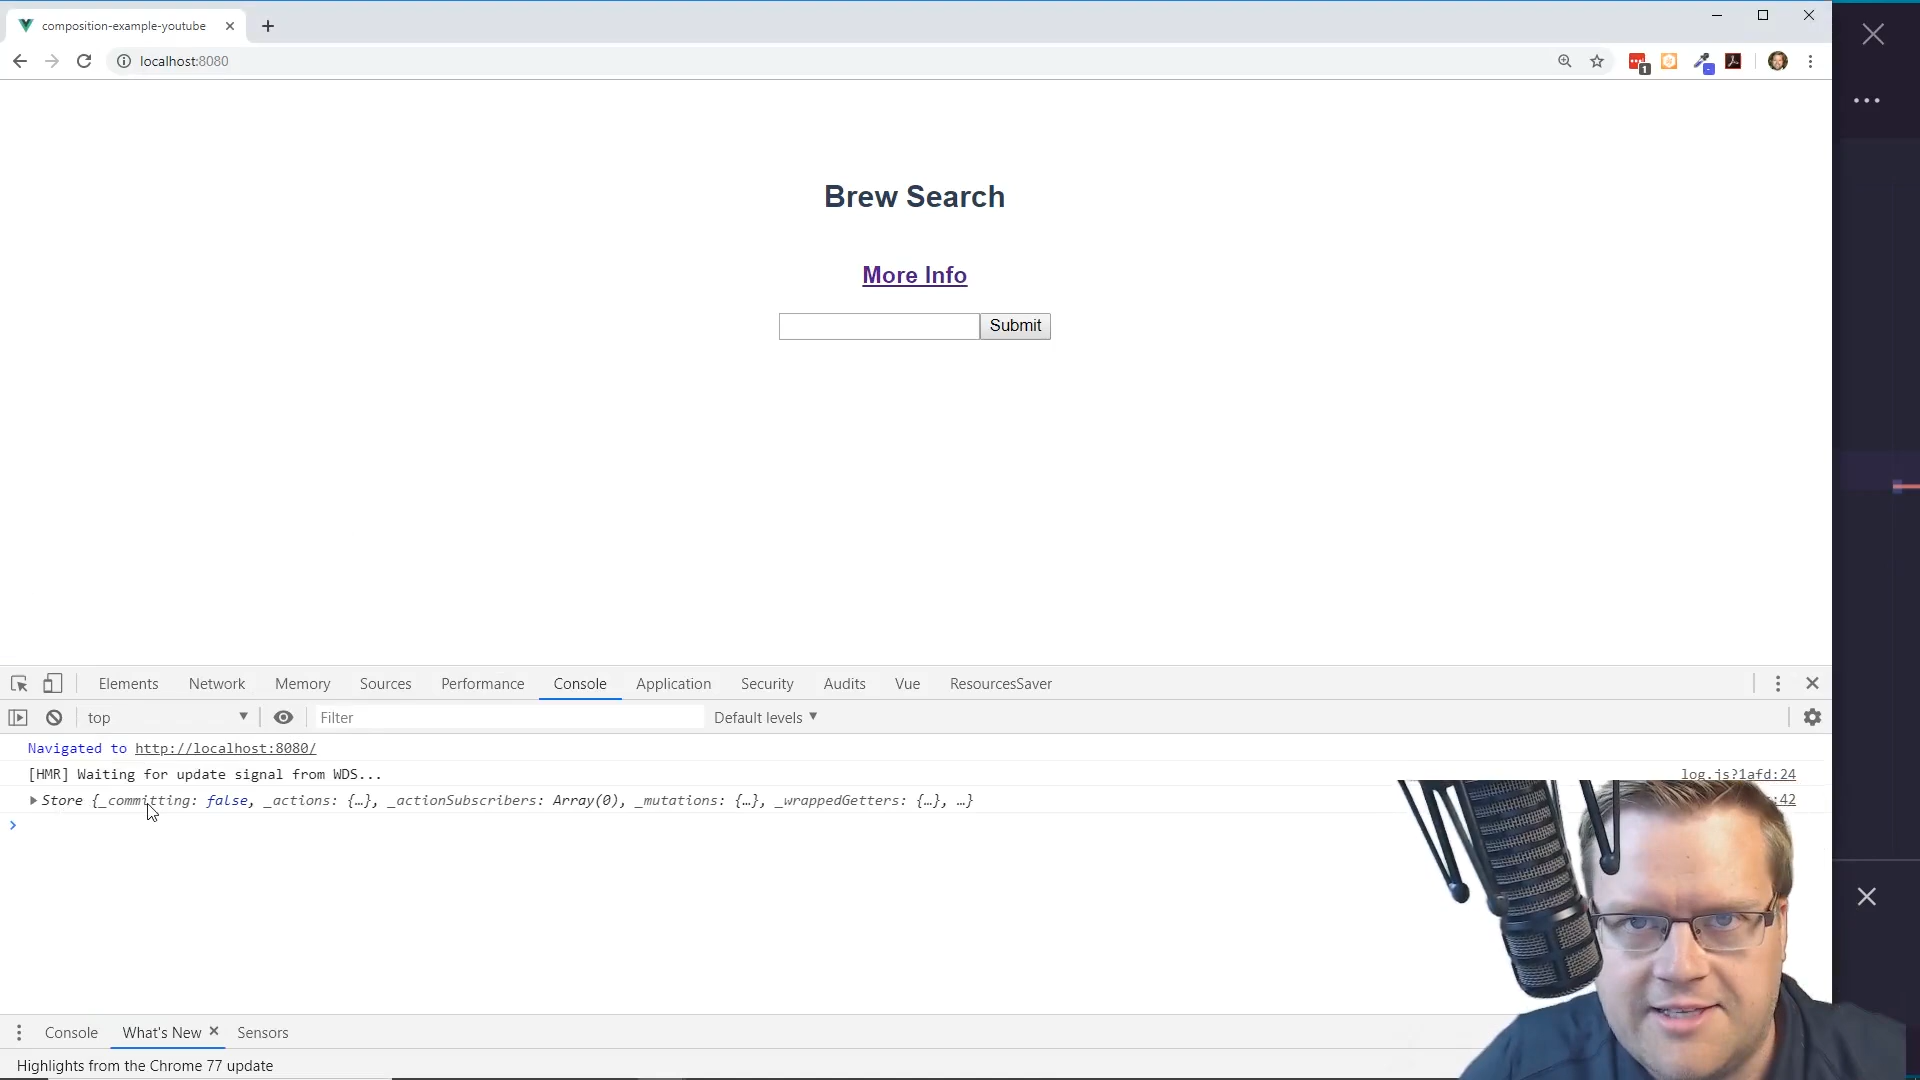 composition-example-youtube
localhost:8080
1
Brew Search
More Info
Submit
Elements Network Memory Sources Performance Console Application Security Audits Vue ResourcesSaver
top Filter Default levels
Navigated to http://localhost:8080/
[HMR] Waiting for update signal from WDS... log.js?1afd:24
Store {_committing: false, _actions: {…}, _actionSubscribers: Array(0), _mutations: {…}, _wrappedGetters: {…}, …} :42
Console What's New Sensors
Highlights from the Chrome 77 update